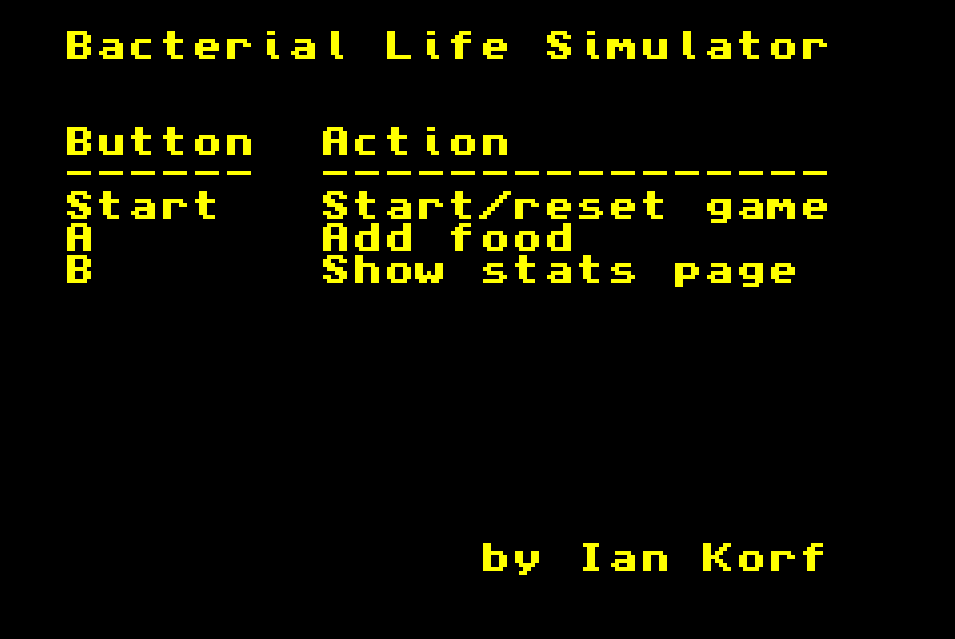 Bacterial Life Simulator
Button Action
------ ----------------
Start Start/reset game
A Add food
B Show stats page
by Ian Korf